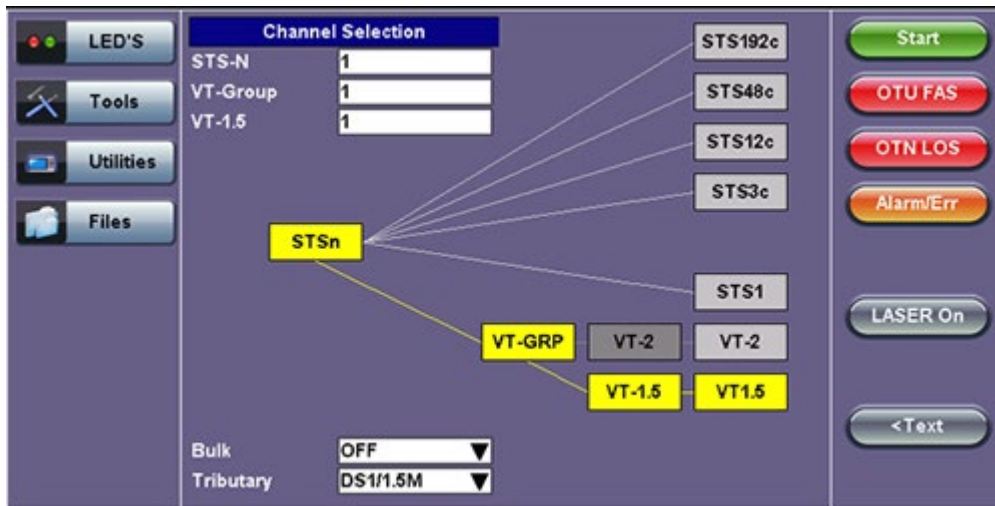 LED'S
Tools
Utilities
Files
Channel Selection
STS-N 1
VT-Group 1
VT-1.5 1
STS192c
STS48c
STS12c
STS3c
STSn
STS1
VT-GRP VT-2 VT-2
VT-1.5 VT1.5
Bulk OFF
Tributary DS1/1.5M
Start
OTU FAS
OTN LOS
Alarm/Err
LASER On
<Text